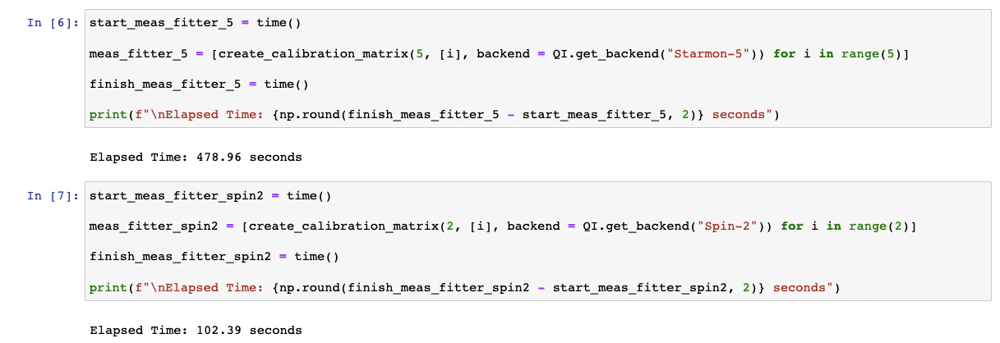 In [6]: start_meas_fitter_5 = time()
meas_fitter_5 = [create_calibration_matrix(5, [i], backend = QI.get_backend("Starmon-5")) for i in range(5)]
finish_meas_fitter_5 = time()
print(f"\nElapsed Time: {np.round(finish_meas_fitter_5 - start_meas_fitter_5, 2)} seconds")
Elapsed Time: 478.96 seconds
In [7]: start_meas_fitter_spin2 = time()
meas_fitter_spin2 = [create_calibration_matrix(2, [i], backend = QI.get_backend("Spin-2")) for i in range(2)]
finish_meas_fitter_spin2 = time()
print(f"\nElapsed Time: {np.round(finish_meas_fitter_spin2 - start_meas_fitter_spin2, 2)} seconds")
Elapsed Time: 102.39 seconds